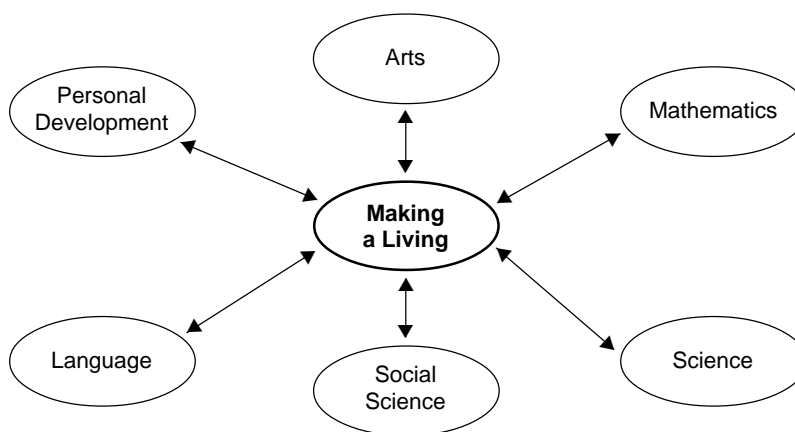 Arts
Personal
Development
Mathematics
Making
a Living
Language
Social
Science
Science